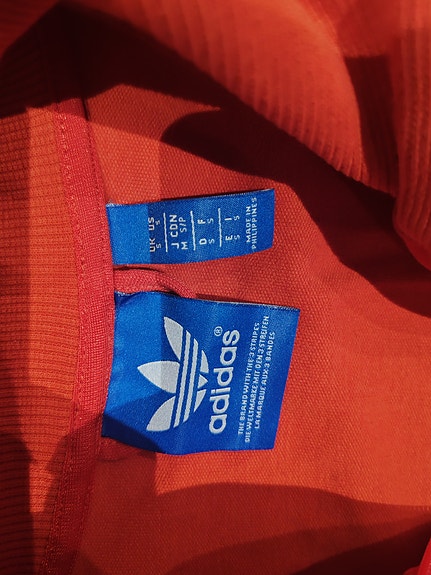 UK US
S S
J CDN
M S/P
D F
S S
E I
S S
MADE IN
PHILIPPINES
adidas®
THE BRAND WITH THE 3 STRIPES
DIE WELTMARKE MIT DEN 3 STREIFEN
LA MARQUE AUX 3 BANDES